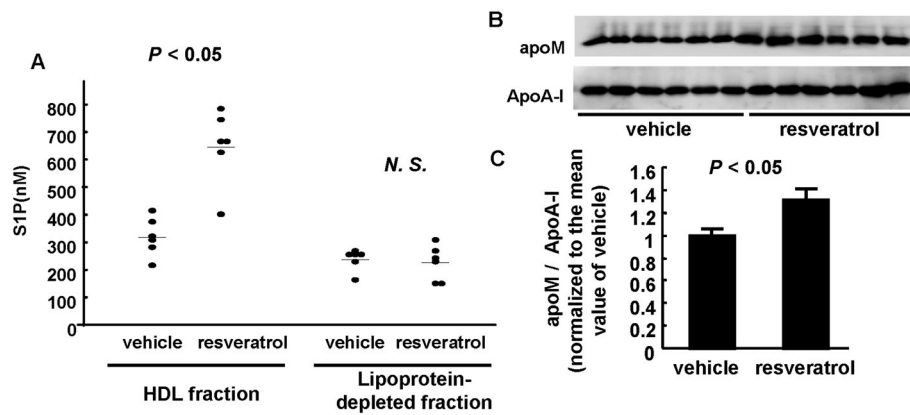 A
P < 0.05
S1P(nM)
800
700
600
500
400
300
200
100
0
N. S.
vehicle resveratrol vehicle resveratrol
HDL fraction
Lipoprotein-
depleted fraction
B
apoM
ApoA-I
vehicle resveratrol
C
P < 0.05
apoM / ApoA-I
(normalized to the mean
value of vehicle)
1.6
1.4
1.2
1
0.8
0.6
0.4
0.2
0
vehicle resveratrol